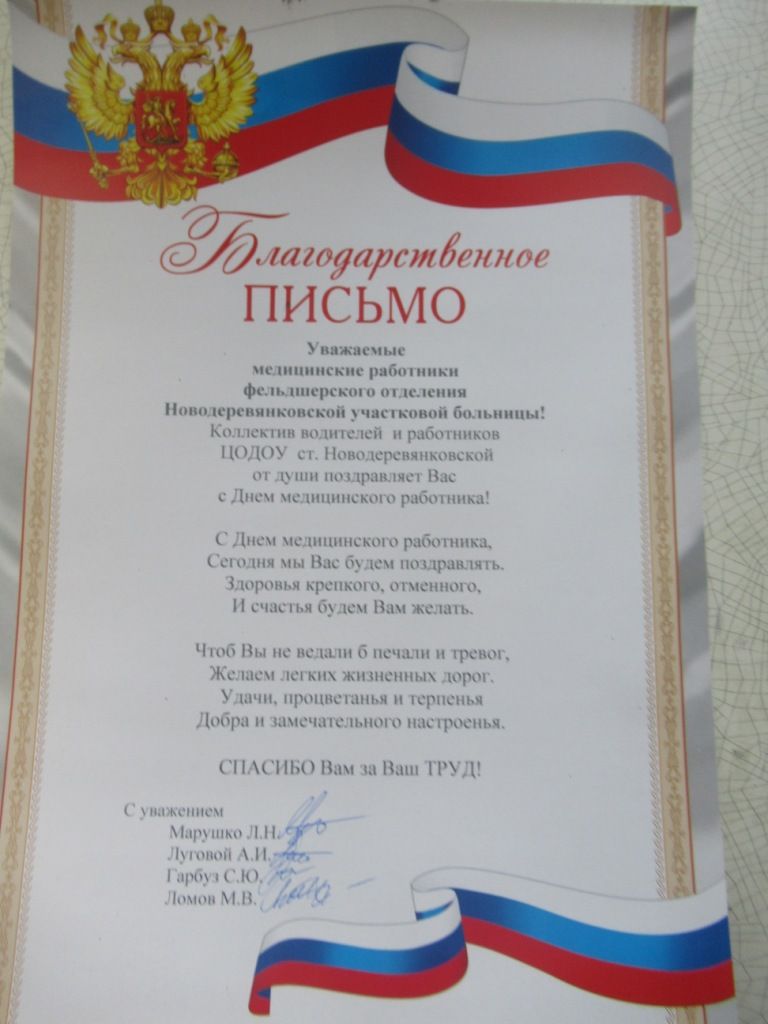 Благодарственное
ПИСЬМО
Уважаемые
медицинские работники
фельдшерского отделения
Новодеревянковской участковой больницы!
Коллектив водителей и работников
ЦОДОУ ст. Новодеревянковской
от души поздравляет Вас
с Днем медицинского работника!
С Днем медицинского работника,
Сегодня мы Вас будем поздравлять.
Здоровья крепкого, отменного,
И счастья будем Вам желать.
Чтоб Вы не ведали б печали и тревог,
Желаем легких жизненных дорог.
Удачи, процветанья и терпенья
Добра и замечательного настроенья.
СПАСИБО Вам за Ваш ТРУД!
С уважением
Марушко Л.Н.
Луговой А.И.
Гарбуз С.Ю.
Ломов М.В.